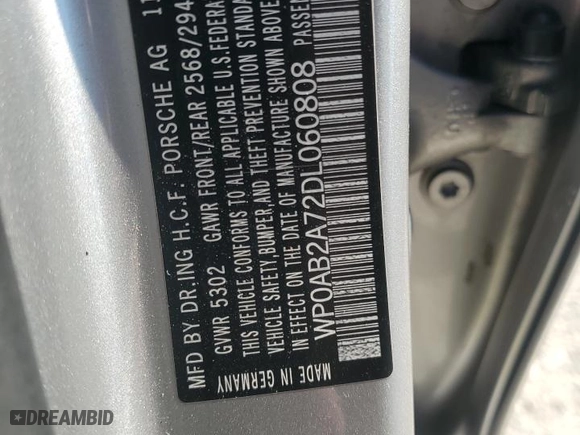 MFD BY DR.ING H.C.F. PORSCHE AG 11
GVWR 5302 GAWR FRONT/REAR 2568/294
THIS VEHICLE CONFORMS TO ALL APPLICABLE U.S. FEDERA
VEHICLE SAFETY, BUMPER, AND THEFT PREVENTION STANDA
IN EFFECT ON THE DATE OF MANUFACTURE SHOWN ABOVE
WP0AB2A72DL060808 PASSEN
MADE IN GERMANY
DREAMBID